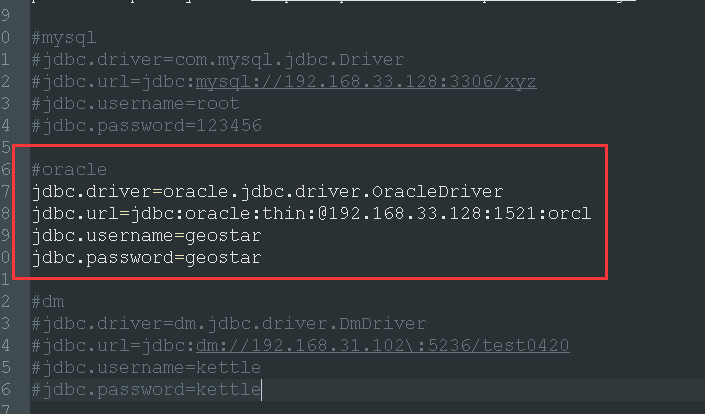 9
0 #mysql
1 #jdbc.driver=com.mysql.jdbc.Driver
2 #jdbc.url=jdbc:mysql://192.168.33.128:3306/xyz
3 #jdbc.username=root
4 #jdbc.password=123456
5
6 #oracle
7 jdbc.driver=oracle.jdbc.driver.OracleDriver
8 jdbc.url=jdbc:oracle:thin:@192.168.33.128:1521:orcl
9 jdbc.username=geostar
0 jdbc.password=geostar
1
2 #dm
3 #jdbc.driver=dm.jdbc.driver.DmDriver
4 #jdbc.url=jdbc:dm://192.168.31.102\:5236/test0420
5 #jdbc.username=kettle
6 #jdbc.password=kettle
7